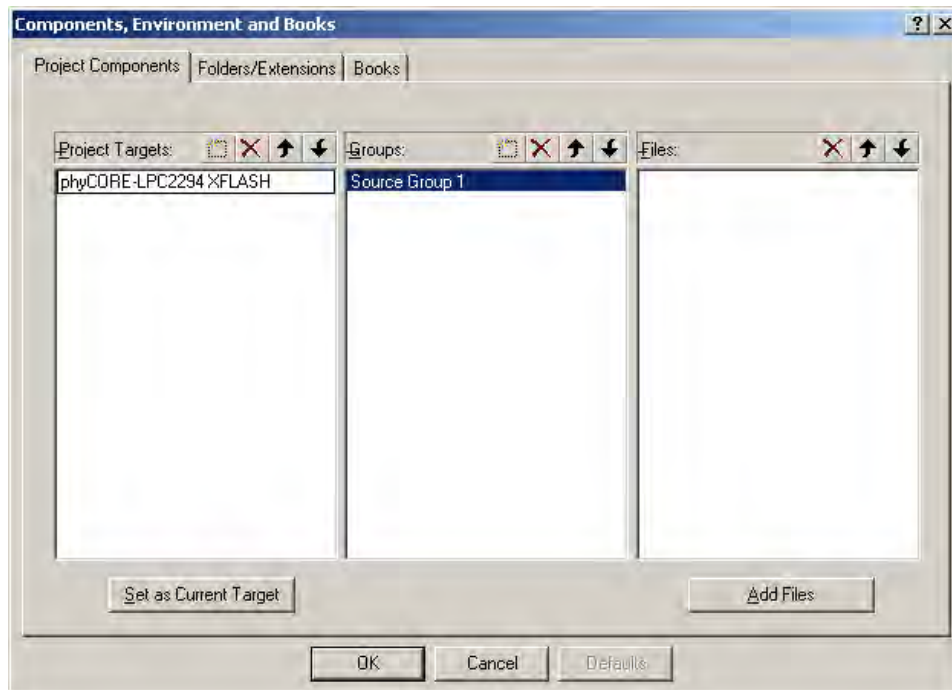 Components, Environment and Books
Project Components Folders/Extensions Books
Project Targets: Groups: Files:
phyCORE-LPC2294 XFLASH Source Group 1
Set as Current Target Add Files
OK Cancel Defaults